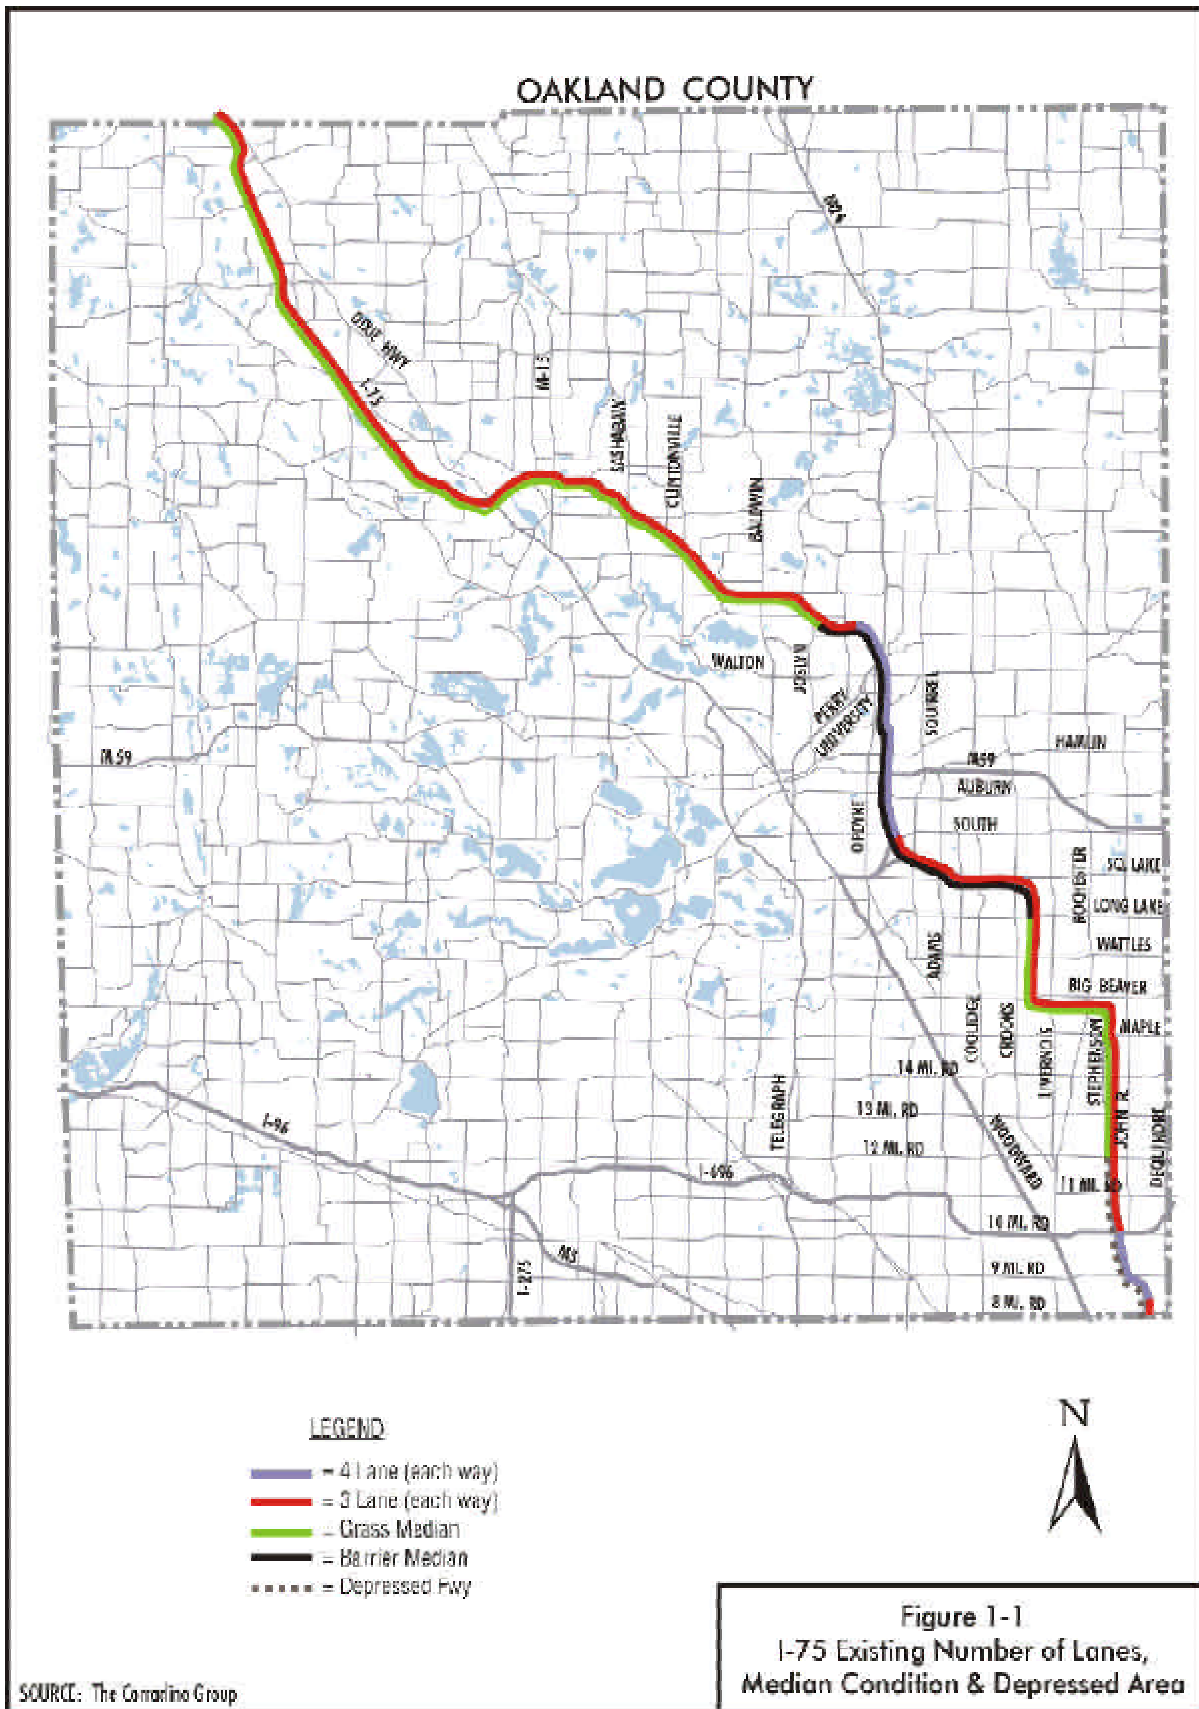 OAKLAND COUNTY
M24
DIXIE HWY
I-75
M-15
SASHABAW
CLINTONVILLE
BALDWIN
WALTON
JOSLYN
PERRY
UNIVERSITY
SQUIRREL
M59
M59
HAMLIN
AUBURN
OPDYKE
SOUTH
ROCHESTER
SQ. LAKE
LONG LAKE
ADAMS
WATTLES
BIG BEAVER
COOLIDGE
CROOKS
LIVERNOIS
STEPHENSON
MAPLE
14 MI. RD
TELEGRAPH
13 MI. RD
JOHN R.
DEQUINDRE
I-96
12 MI. RD
WOODWARD
I-696
11 MI. RD
10 MI. RD
M5
I-275
9 MI. RD
8 MI. RD
LEGEND
= 4 Lane (each way)
= 3 Lane (each way)
= Grass Median
= Barrier Median
= Depressed Fwy
N
Figure 1-1
I-75 Existing Number of Lanes,
Median Condition & Depressed Area
SOURCE: The Corradino Group